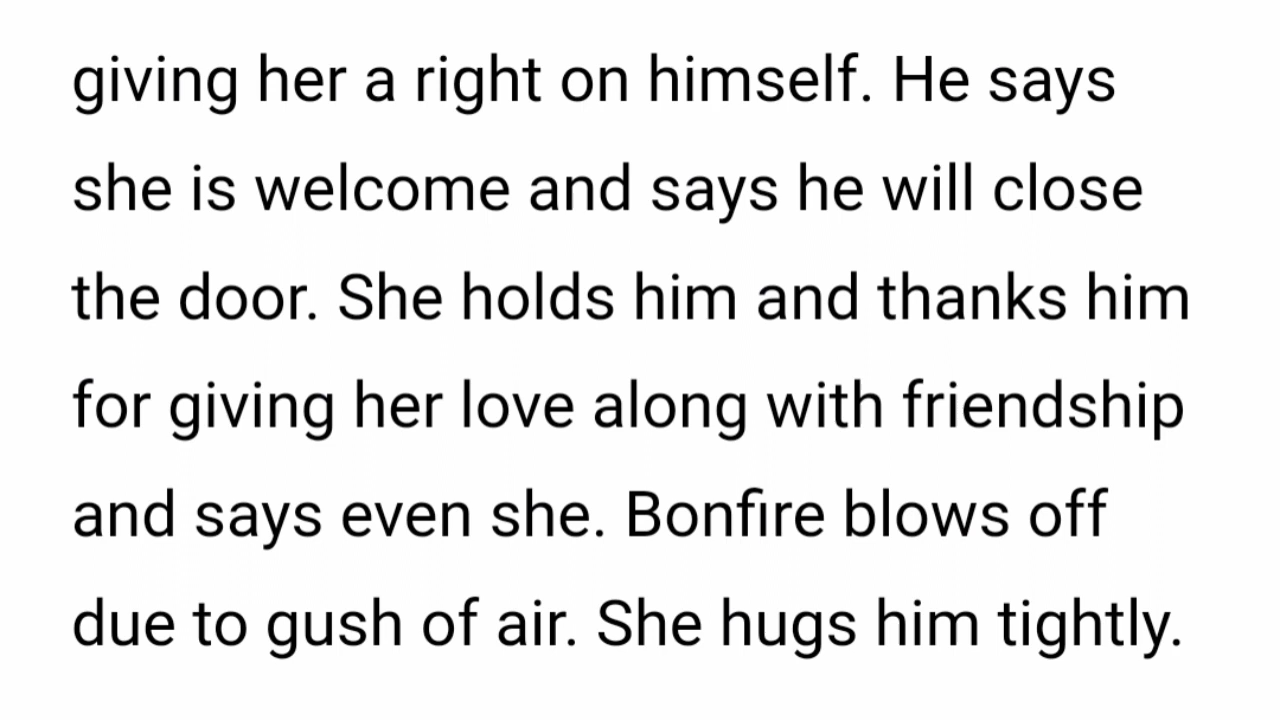 giving her a right on himself. He says
she is welcome and says he will close
the door. She holds him and thanks him
for giving her love along with friendship
and says even she. Bonfire blows off
due to gush of air. She hugs him tightly.